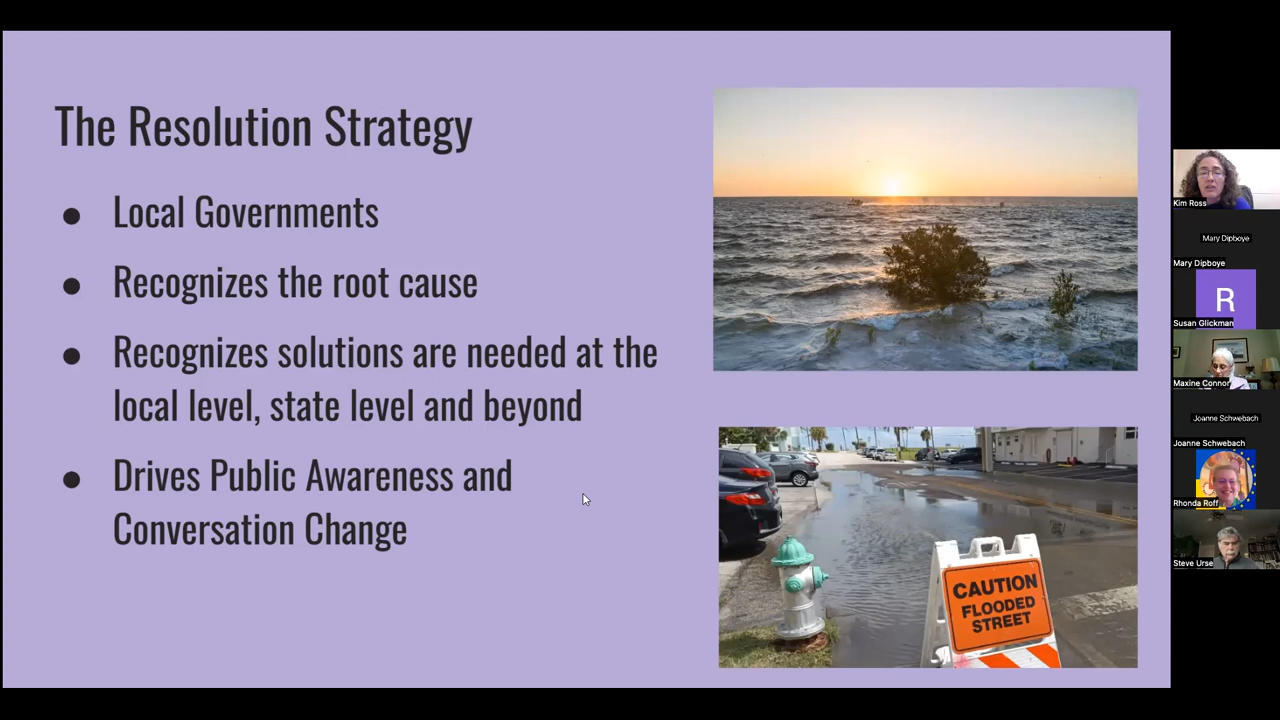 The Resolution Strategy
● Local Governments
● Recognizes the root cause
● Recognizes solutions are needed at the
local level, state level and beyond
● Drives Public Awareness and
Conversation Change
CAUTION
FLOODED
STREET
Kim Ross
Mary Dipboye
Mary Dipboye
R
Susan Glickman
Maxine Connor
Joanne Schwebach
Joanne Schwebach
Rhonda Roff
Steve Urse